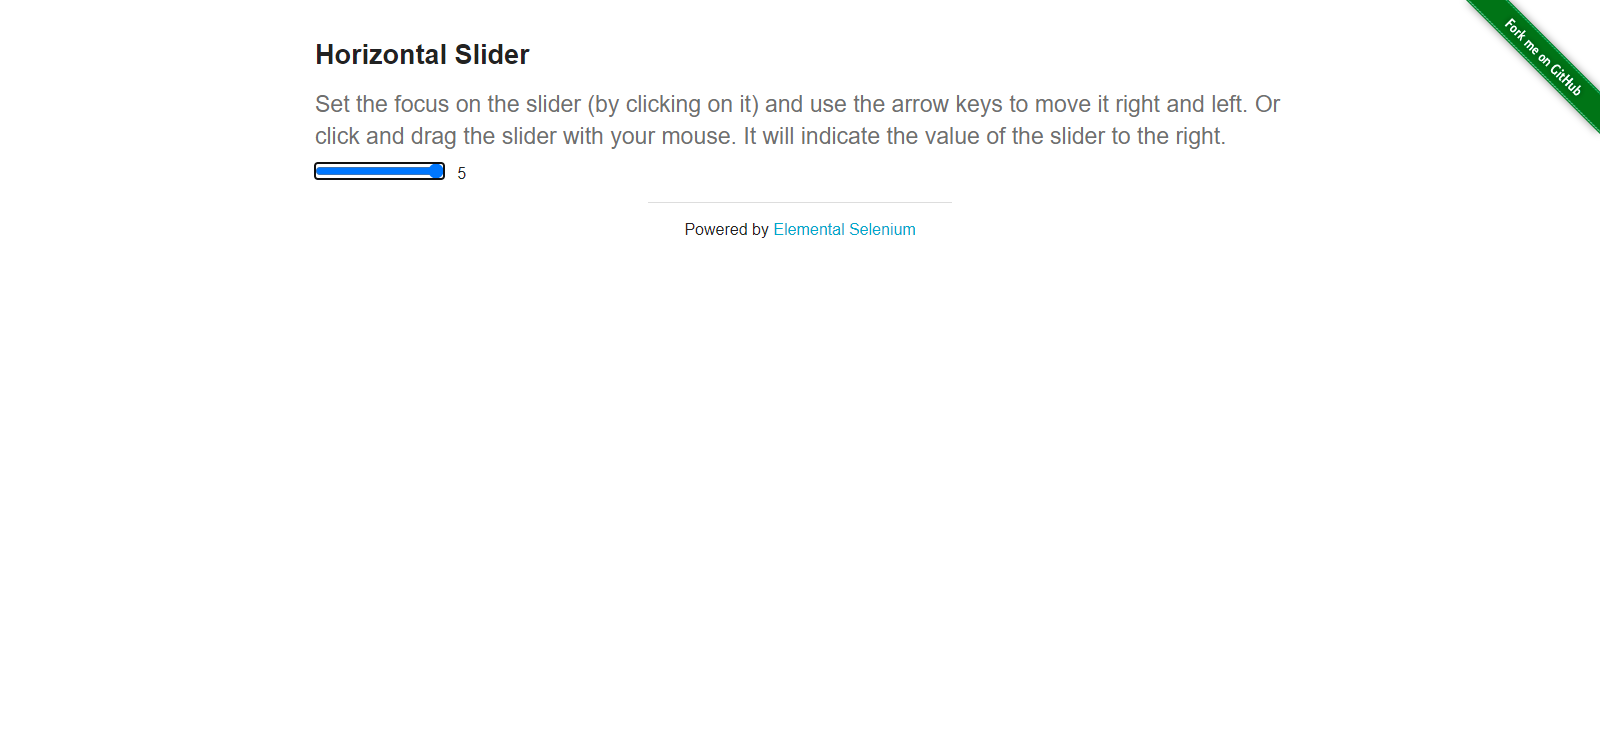 Fork me on GitHub
Horizontal Slider
Set the focus on the slider (by clicking on it) and use the arrow keys to move it right and left. Or
click and drag the slider with your mouse. It will indicate the value of the slider to the right.
5
Powered by Elemental Selenium